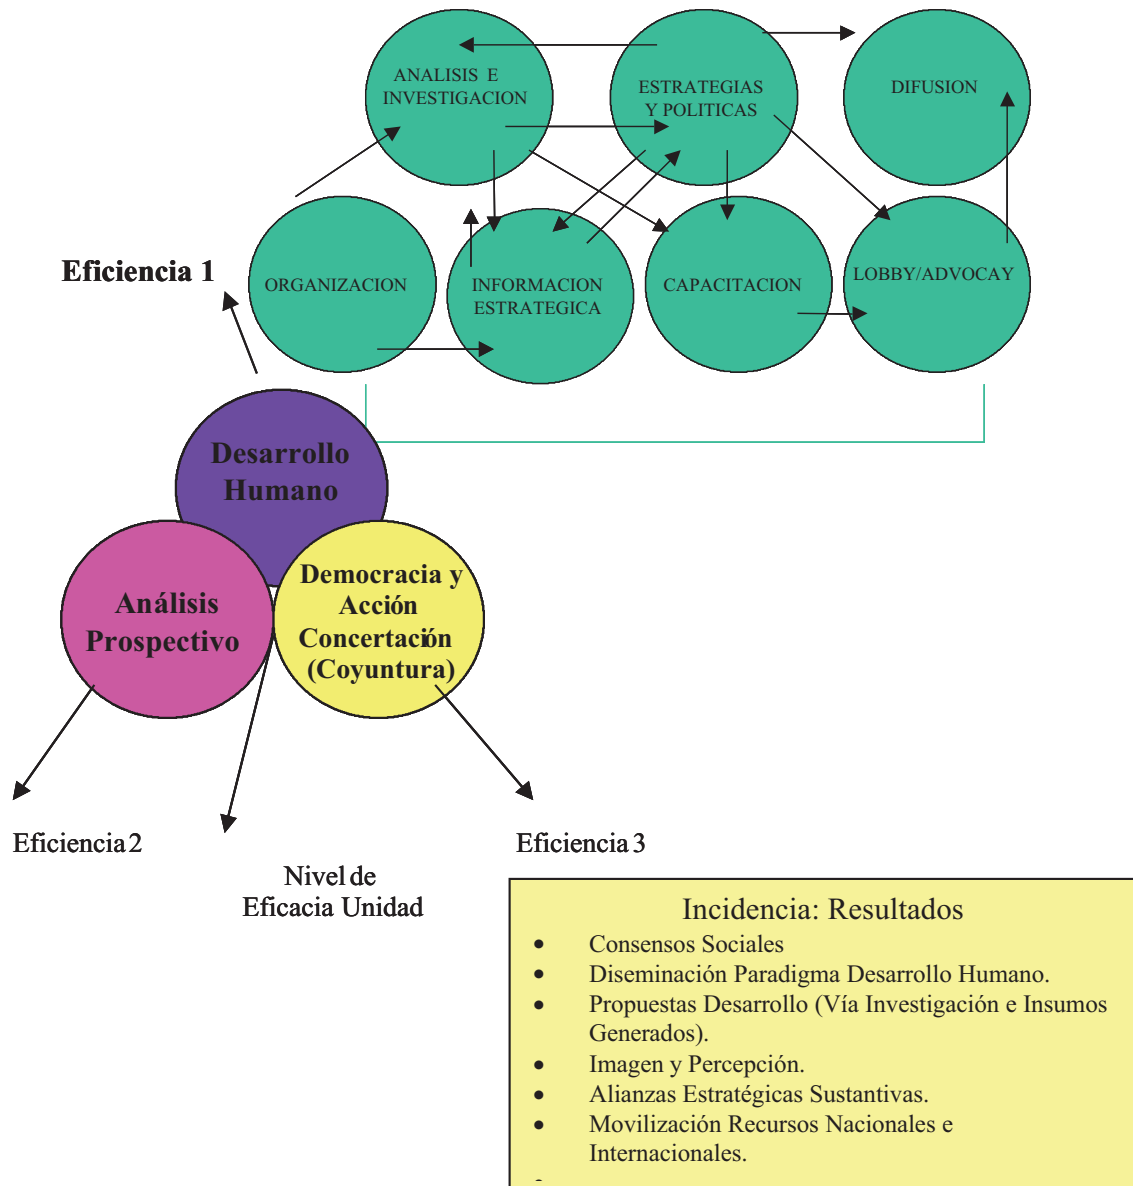 ANALISIS E
INVESTIGACION
ESTRATEGIAS
Y POLITICAS
DIFUSION
ORGANIZACION
INFORMACION
ESTRATEGICA
CAPACITACION
LOBBY/ADVOCAY
Eficiencia 1
Desarrollo
Humano
Análisis
Prospectivo
Democracia y
Acción
Concertación
(Coyuntura)
Eficiencia 2
Nivel de
Eficacia Unidad
Eficiencia 3
Incidencia: Resultados
• Consensos Sociales
• Diseminación Paradigma Desarrollo Humano.
• Propuestas Desarrollo (Vía Investigación e Insumos
Generados).
• Imagen y Percepción.
• Alianzas Estratégicas Sustantivas.
• Movilización Recursos Nacionales e
Internacionales.